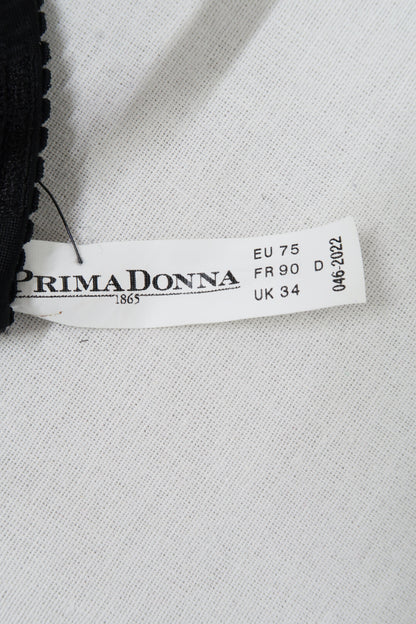 PRIMADONNA
1865
EU 75
FR 90 D
UK 34
046-2022